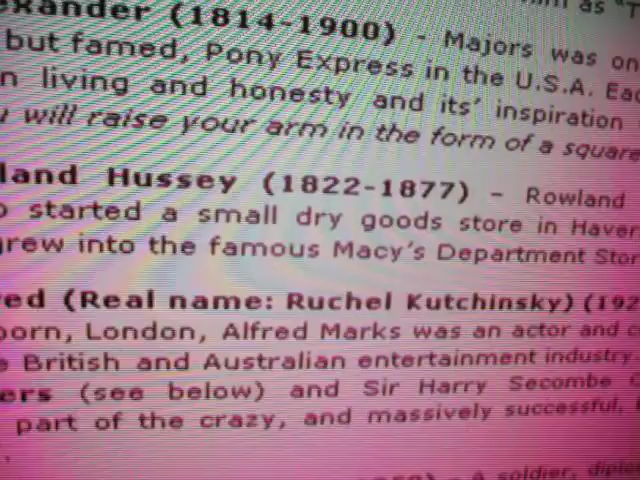 exander (1814-1900) - Majors was on
but famed, Pony Express in the U.S.A. Eac
n living and honesty and its' inspiration
u will raise your arm in the form of a square
land Hussey (1822-1877) - Rowland
o started a small dry goods store in Haver
grew into the famous Macy's Department Stor
red (Real name: Ruchel Kutchinsky) (192
born, London, Alfred Marks was an actor and c
e British and Australian entertainment industry.
ers (see below) and Sir Harry Secombe
part of the crazy, and massively successful,
- A soldier, diplo